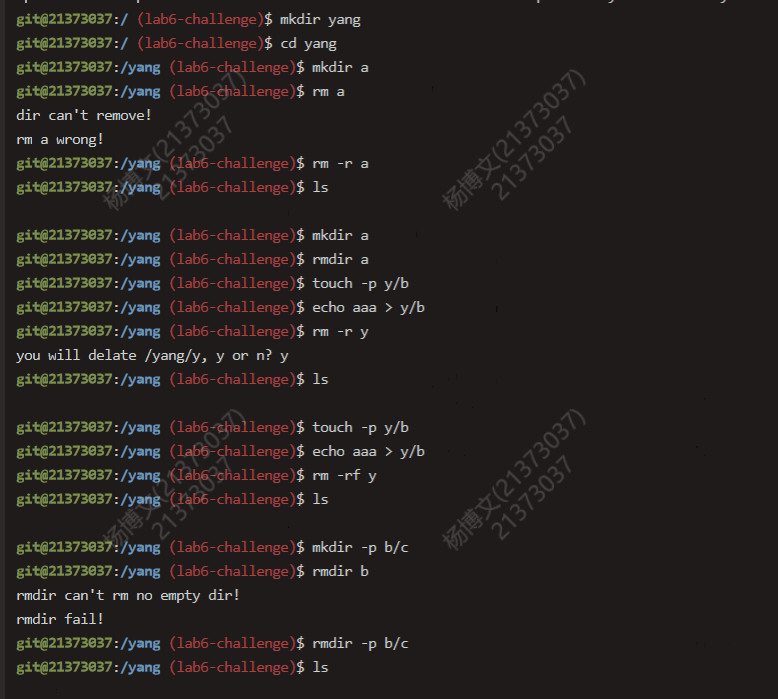 git@21373037:/ (lab6-challenge)$ mkdir yang
git@21373037:/ (lab6-challenge)$ cd yang
git@21373037:/yang (lab6-challenge)$ mkdir a
git@21373037:/yang (lab6-challenge)$ rm a
dir can't remove!
rm a wrong!
git@21373037:/yang (lab6-challenge)$ rm -r a
git@21373037:/yang (lab6-challenge)$ ls
git@21373037:/yang (lab6-challenge)$ mkdir a
git@21373037:/yang (lab6-challenge)$ rmdir a
git@21373037:/yang (lab6-challenge)$ touch -p y/b
git@21373037:/yang (lab6-challenge)$ echo aaa > y/b
git@21373037:/yang (lab6-challenge)$ rm -r y
you will delate /yang/y, y or n? y
git@21373037:/yang (lab6-challenge)$ ls
git@21373037:/yang (lab6-challenge)$ touch -p y/b
git@21373037:/yang (lab6-challenge)$ echo aaa > y/b
git@21373037:/yang (lab6-challenge)$ rm -rf y
git@21373037:/yang (lab6-challenge)$ ls
git@21373037:/yang (lab6-challenge)$ mkdir -p b/c
git@21373037:/yang (lab6-challenge)$ rmdir b
rmdir can't rm no empty dir!
rmdir fail!
git@21373037:/yang (lab6-challenge)$ rmdir -p b/c
git@21373037:/yang (lab6-challenge)$ ls
杨博文(21373037)
21373037
杨博文(21373037)
21373037
杨博文(21373037)
21373037
杨博文(21373037)
21373037